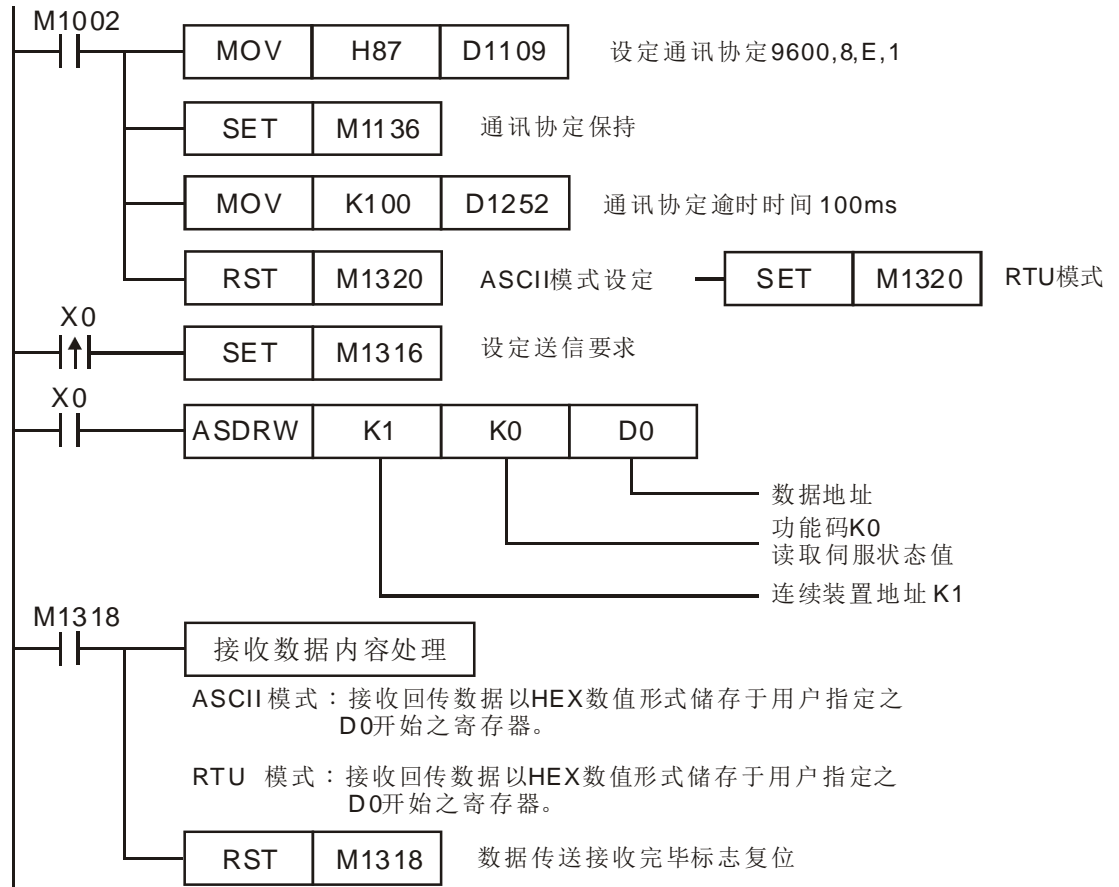 M1002
MOV H87 D1109 设定通讯协定9600,8,E,1
SET M1136 通讯协定保持
MOV K100 D1252 通讯协定逾时时间100ms
RST M1320 ASCII模式设定 SET M1320 RTU模式
X0
SET M1316 设定送信要求
X0
ASDRW K1 K0 D0
数据地址
功能码K0
读取伺服状态值
连续装置地址K1
M1318
接收数据内容处理
ASCII模式：接收回传数据以HEX数值形式储存于用户指定之
D0开始之寄存器。
RTU 模式：接收回传数据以HEX数值形式储存于用户指定之
D0开始之寄存器。
RST M1318 数据传送接收完毕标志复位